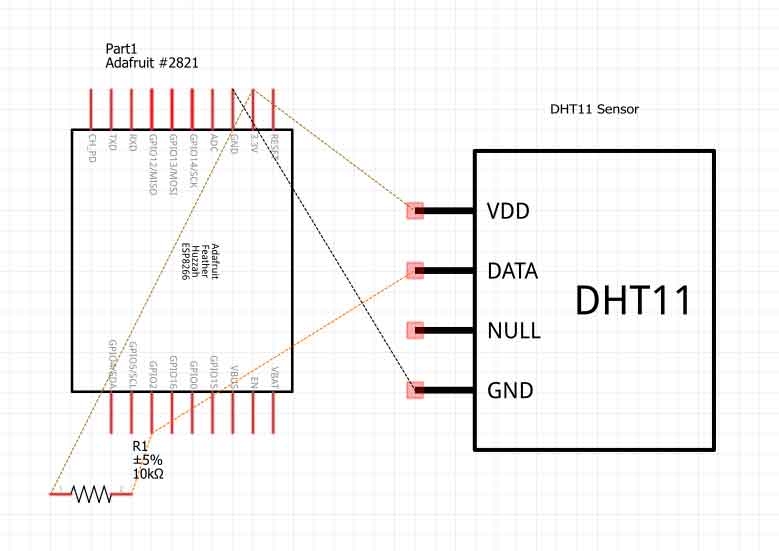 Part1
Adafruit #2821
DHT11 Sensor
CH_PD
TXD
RXD
GPIO12/MISO
GPIO13/MOSI
GPIO14/SCK
ADC
GND
3.3V
Adafruit
Feather
Huzzah
ESP8266
VDD
DATA
DHT11
NULL
GND
GPIO4/SDA
GPIO5/SCL
GPIO2
GPIO16
GPIO0
GPIO15
VBUS
EN
VBAT
R1
±5%
10kΩ